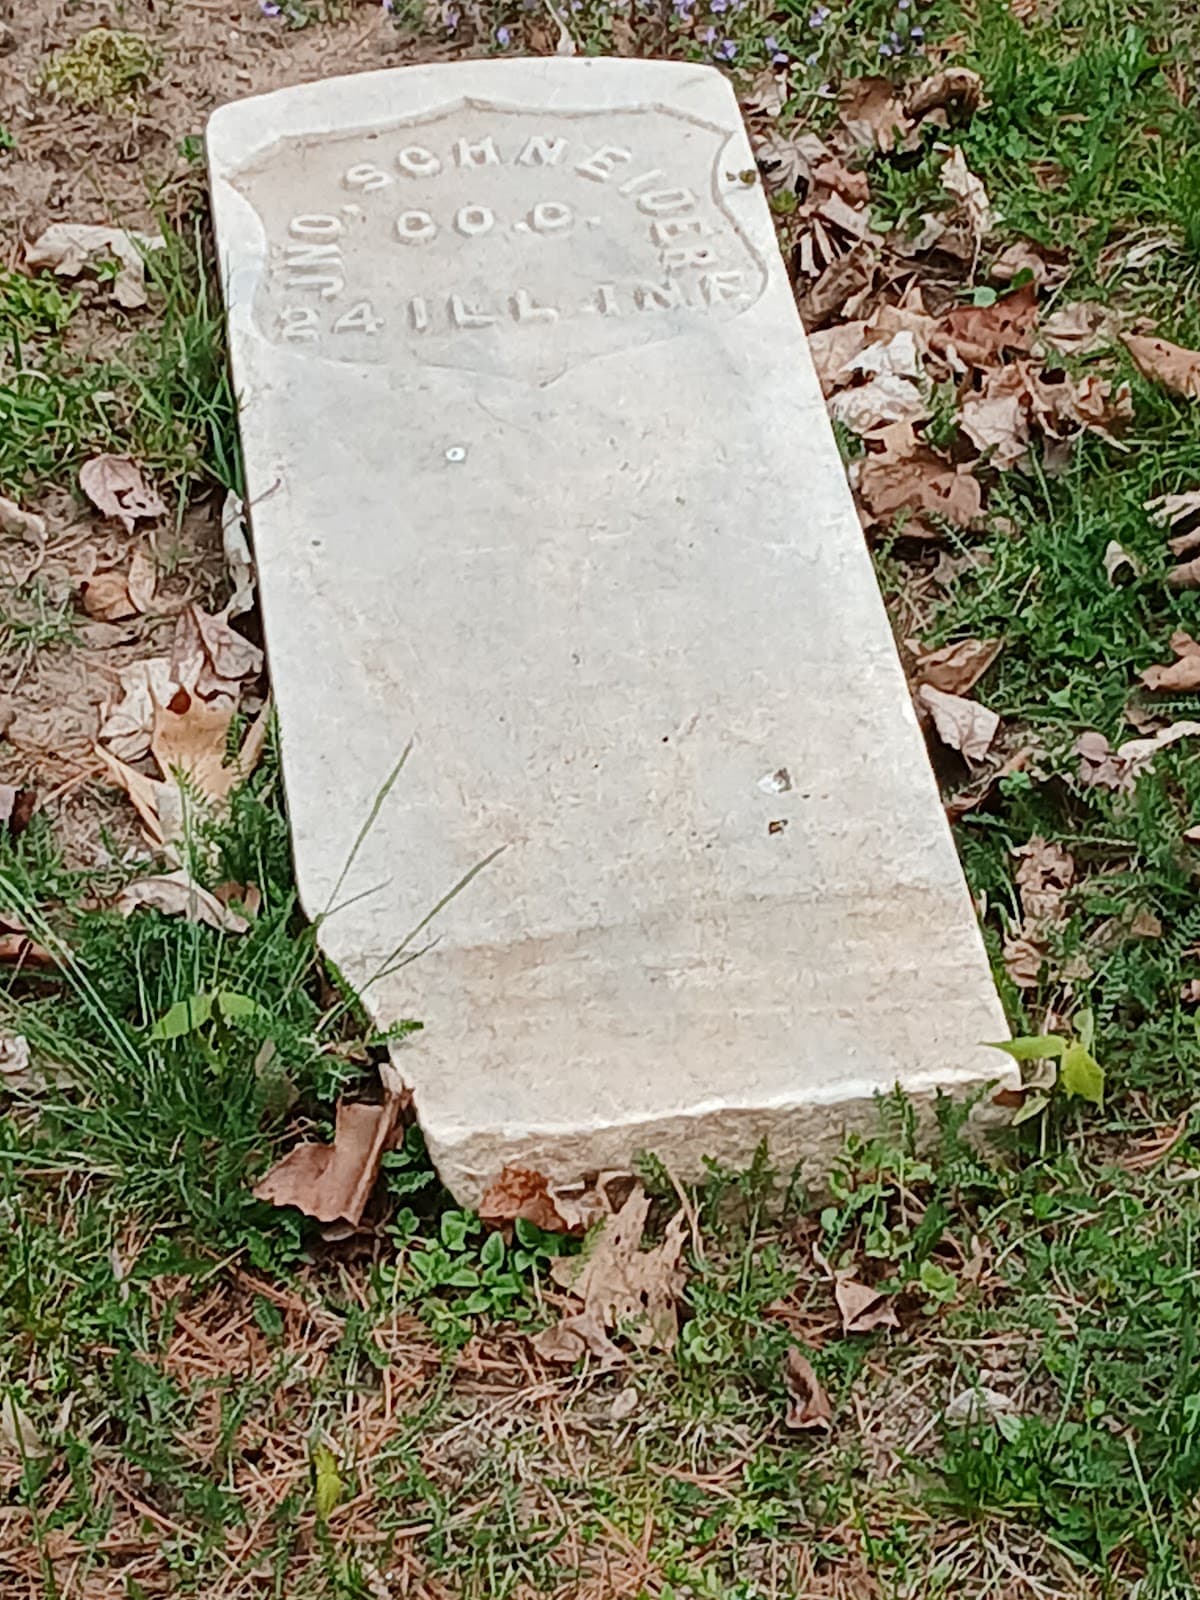 JNO. SCHNEIDER
CO. C.
24 ILL. INF.